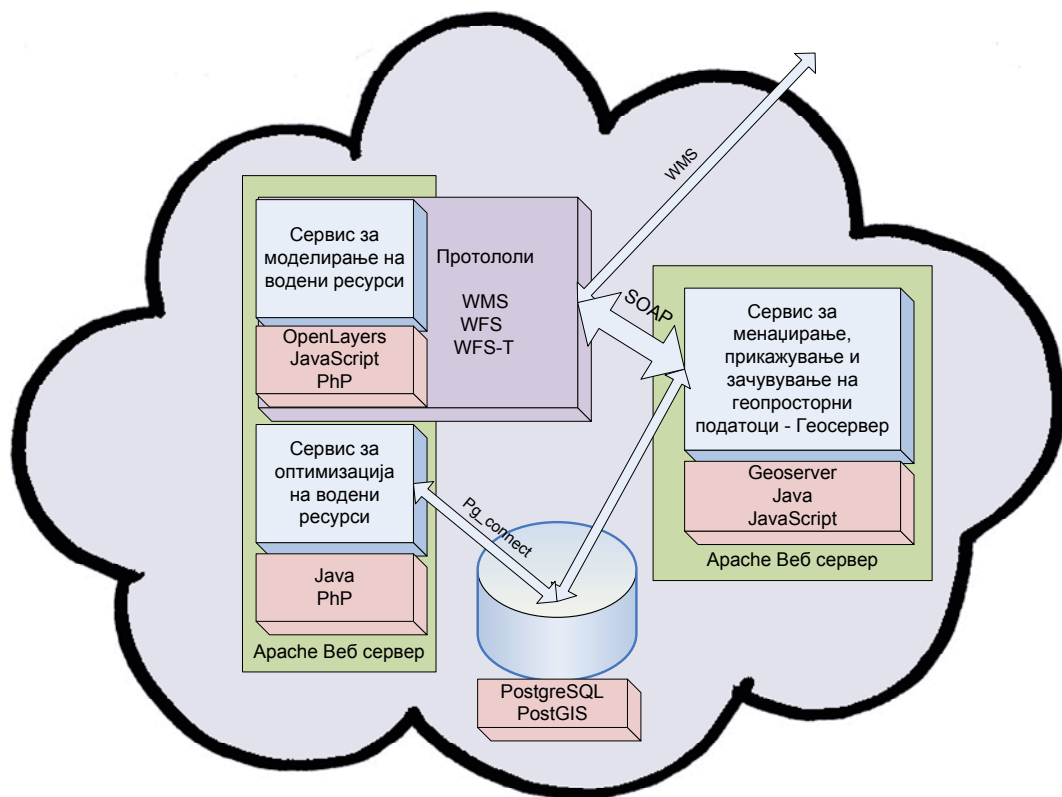 WMS
Сервис за
моделирање на
водени ресурси
Протололи
WMS
WFS
WFS-T
OpenLayers
JavaScript
PhP
SOAP
Сервис за
менаџирање,
прикажување и
зачувување на
геопросторни
податоци - Геосервер
Geoserver
Java
JavaScript
Apache Веб сервер
Сервис за
оптимизација
на водени
ресурси
Pg_connect
Java
PhP
Apache Веб сервер
PostgreSQL
PostGIS